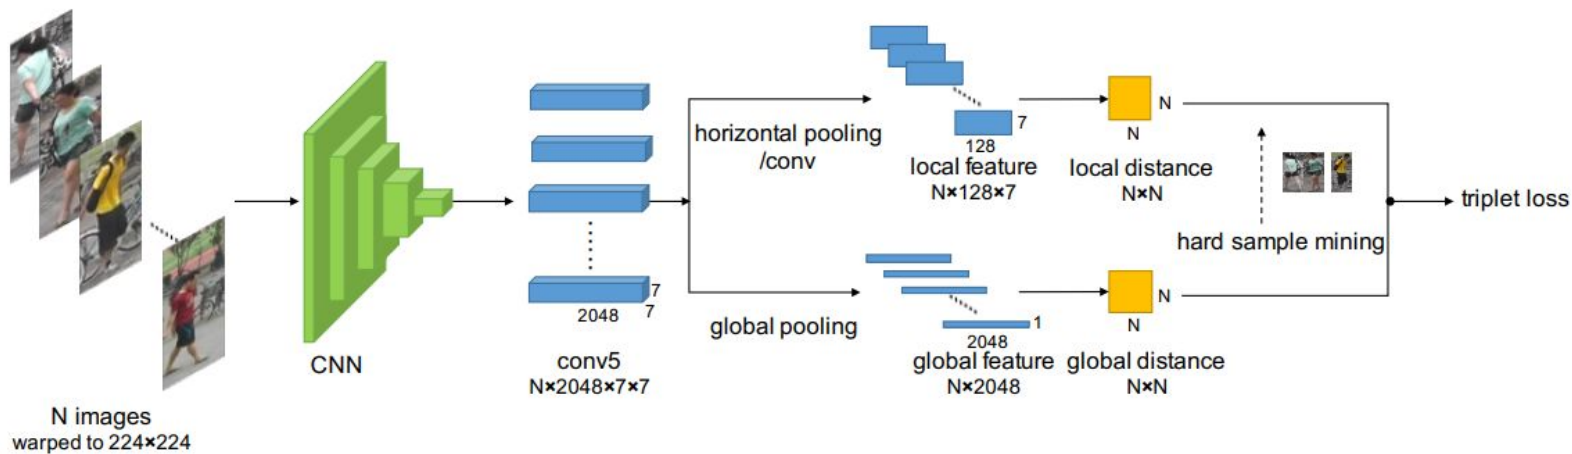 N images
warped to 224×224
CNN
2048
7
7
conv5
N×2048×7×7
horizontal pooling
/conv
global pooling
128
7
local feature
N×128×7
2048
1
global feature
N×2048
N
N
local distance
N×N
N
N
global distance
N×N
hard sample mining
triplet loss